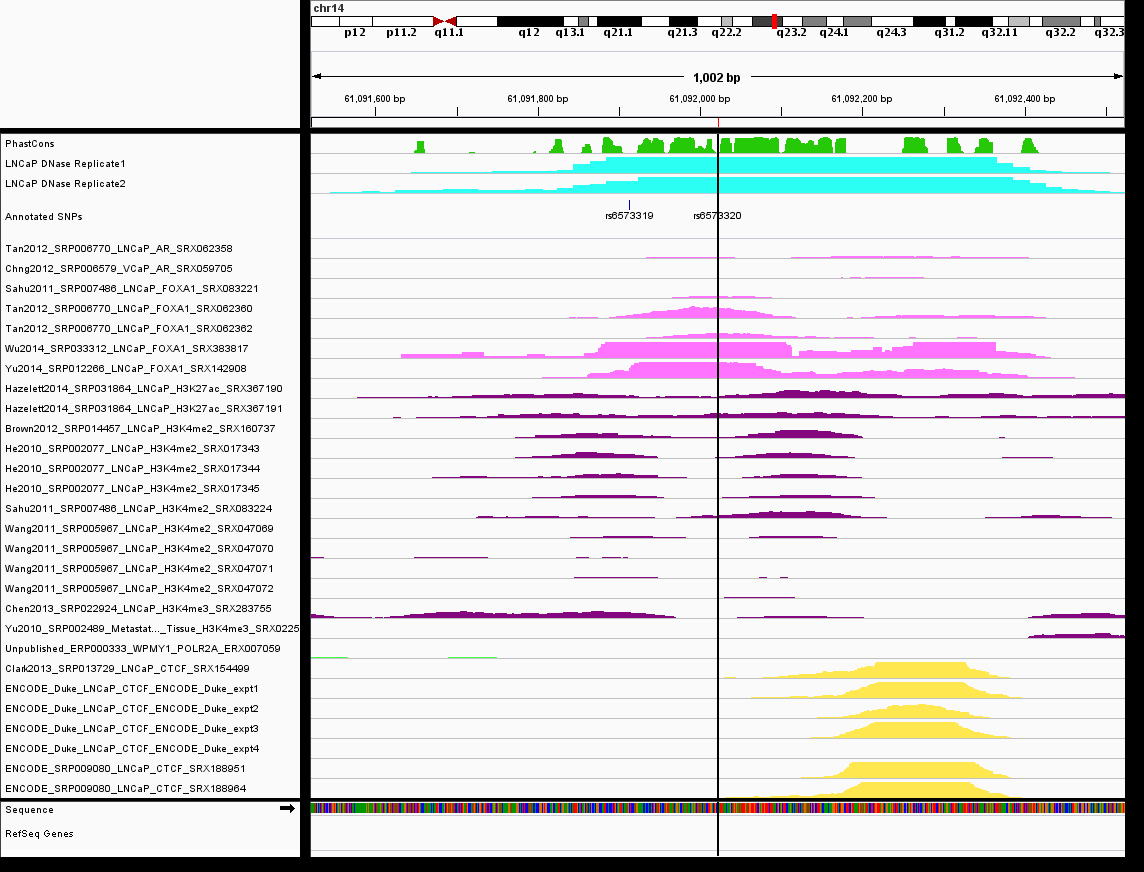 chr14
p12 p11.2 q11.1 q12 q13.1 q21.1 q21.3 q22.2 q23.2 q24.1 q24.3 q31.2 q32.11 q32.2 q32.3
1,002 bp
61,091,600 bp 61,091,800 bp 61,092,000 bp 61,092,200 bp 61,092,400 bp
PhastCons
LNCaP DNase Replicate1
LNCaP DNase Replicate2
Annotated SNPs
rs6573319 rs6573320
Tan2012_SRP006770_LNCaP_AR_SRX062358
Chng2012_SRP006579_VCaP_AR_SRX059705
Sahu2011_SRP007486_LNCaP_FOXA1_SRX083221
Tan2012_SRP006770_LNCaP_FOXA1_SRX062360
Tan2012_SRP006770_LNCaP_FOXA1_SRX062362
Wu2014_SRP033312_LNCaP_FOXA1_SRX383817
Yu2014_SRP012266_LNCaP_FOXA1_SRX142908
Hazelett2014_SRP031864_LNCaP_H3K27ac_SRX367190
Hazelett2014_SRP031864_LNCaP_H3K27ac_SRX367191
Brown2012_SRP014457_LNCaP_H3K4me2_SRX160737
He2010_SRP002077_LNCaP_H3K4me2_SRX017343
He2010_SRP002077_LNCaP_H3K4me2_SRX017344
He2010_SRP002077_LNCaP_H3K4me2_SRX017345
Sahu2011_SRP007486_LNCaP_H3K4me2_SRX083224
Wang2011_SRP005967_LNCaP_H3K4me2_SRX047069
Wang2011_SRP005967_LNCaP_H3K4me2_SRX047070
Wang2011_SRP005967_LNCaP_H3K4me2_SRX047071
Wang2011_SRP005967_LNCaP_H3K4me2_SRX047072
Chen2013_SRP022924_LNCaP_H3K4me3_SRX283755
Yu2010_SRP002489_Metastat..._Tissue_H3K4me3_SRX0225
Unpublished_ERP000333_WPMY1_POLR2A_ERX007059
Clark2013_SRP013729_LNCaP_CTCF_SRX154499
ENCODE_Duke_LNCaP_CTCF_ENCODE_Duke_expt1
ENCODE_Duke_LNCaP_CTCF_ENCODE_Duke_expt2
ENCODE_Duke_LNCaP_CTCF_ENCODE_Duke_expt3
ENCODE_Duke_LNCaP_CTCF_ENCODE_Duke_expt4
ENCODE_SRP009080_LNCaP_CTCF_SRX188951
ENCODE_SRP009080_LNCaP_CTCF_SRX188964
Sequence
RefSeq Genes